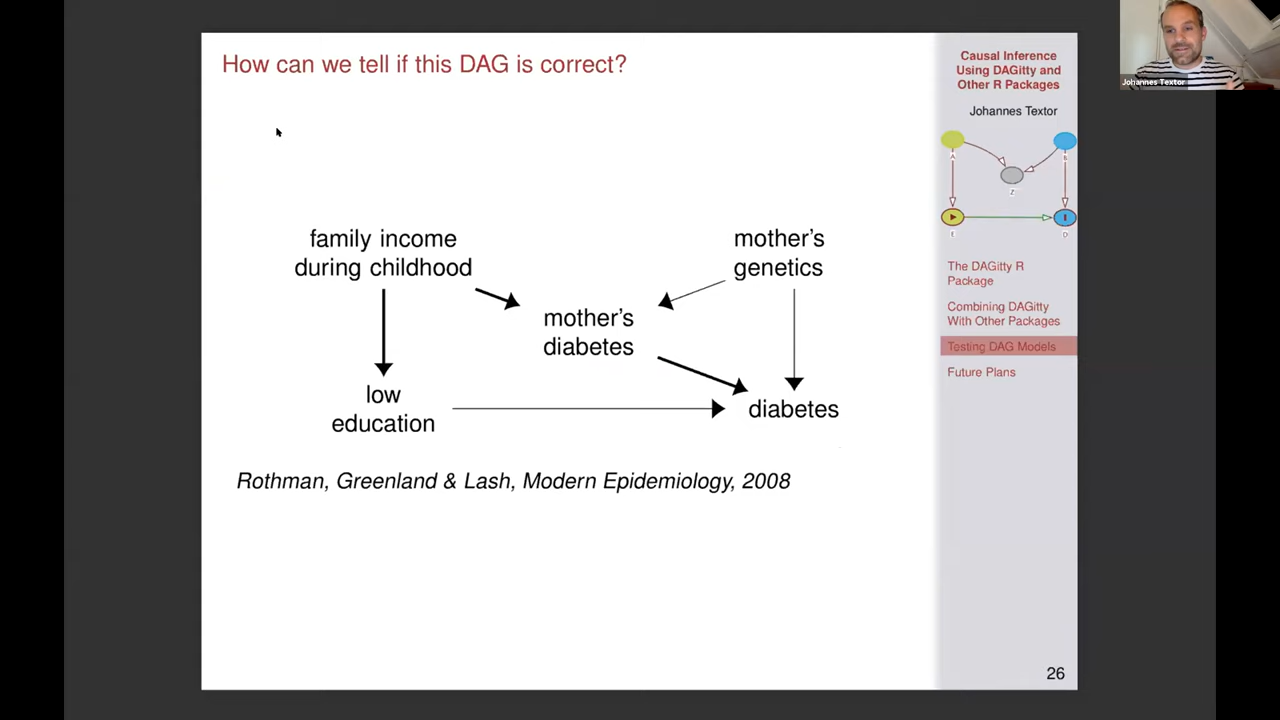 How can we tell if this DAG is correct?
family income
during childhood
mother's
genetics
mother's
diabetes
low
education
diabetes
Rothman, Greenland & Lash, Modern Epidemiology, 2008
Causal Inference
Using DAGitty and
Other R Packages
Johannes Textor
A
B
Z
E
D
The DAGitty R
Package
Combining DAGitty
With Other Packages
Testing DAG Models
Future Plans
26
Johannes Textor